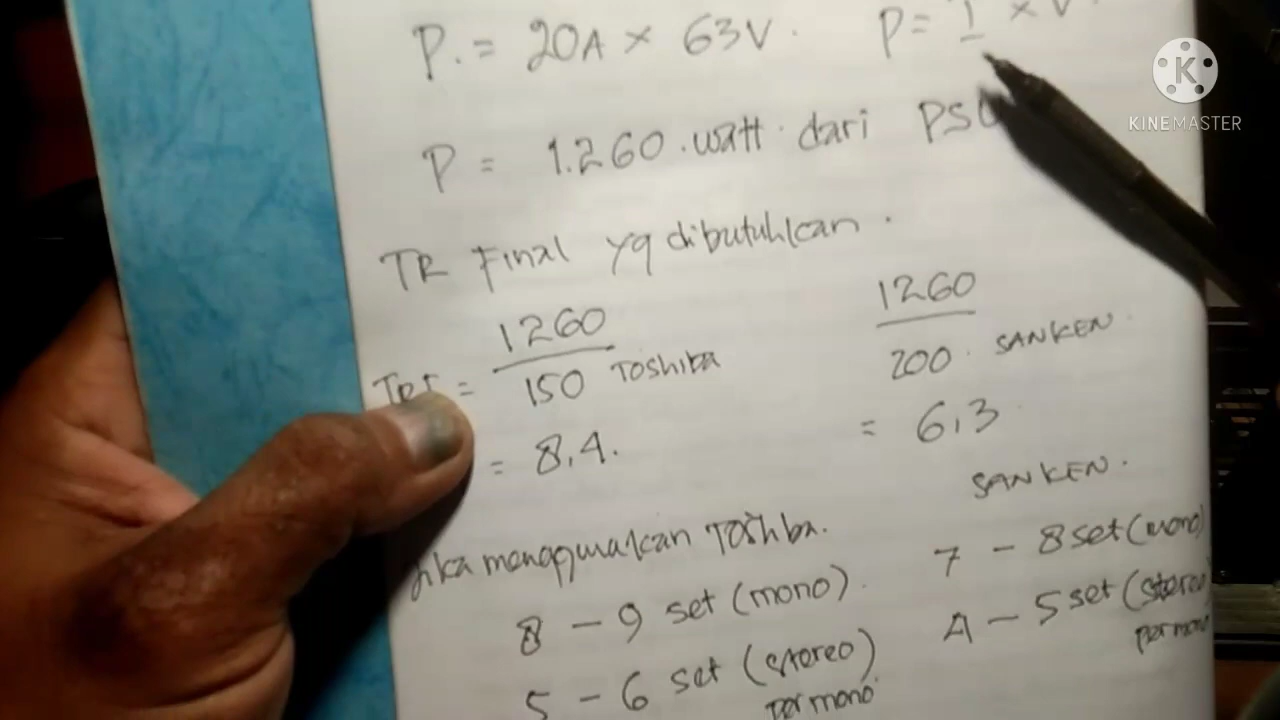 P. = 20A × 63V. P = I × V.
P = 1.260.watt. dari PSU
TR Final yg dibutuhkan.
1260
150 Toshiba
= 8,4.
1260
200. SANKEN
= 6,3
SANKEN.
Jika menggunakan Toshiba.
8 - 9 set (mono).
5 - 6 set (stereo)
per mono
7 - 8 set (mono)
4 - 5 set (stereo
per mono
K
KINEMASTER